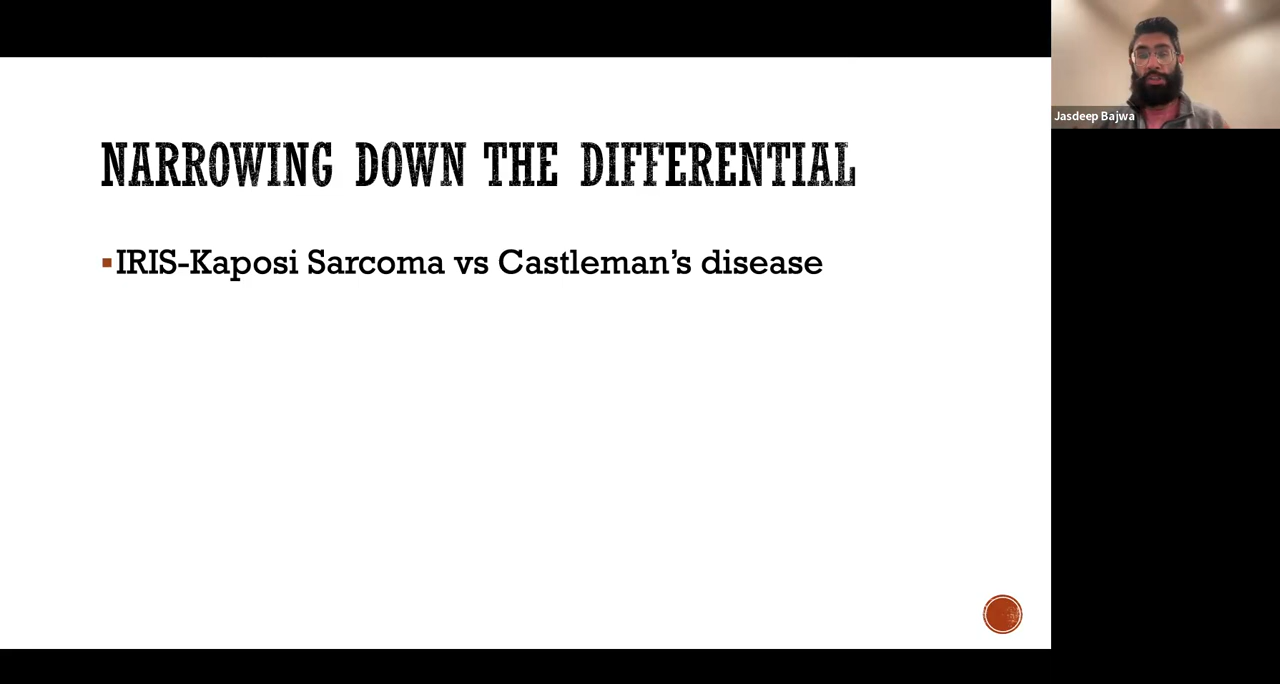 NARROWING DOWN THE DIFFERENTIAL
▪IRIS-Kaposi Sarcoma vs Castleman’s disease
Jasdeep Bajwa